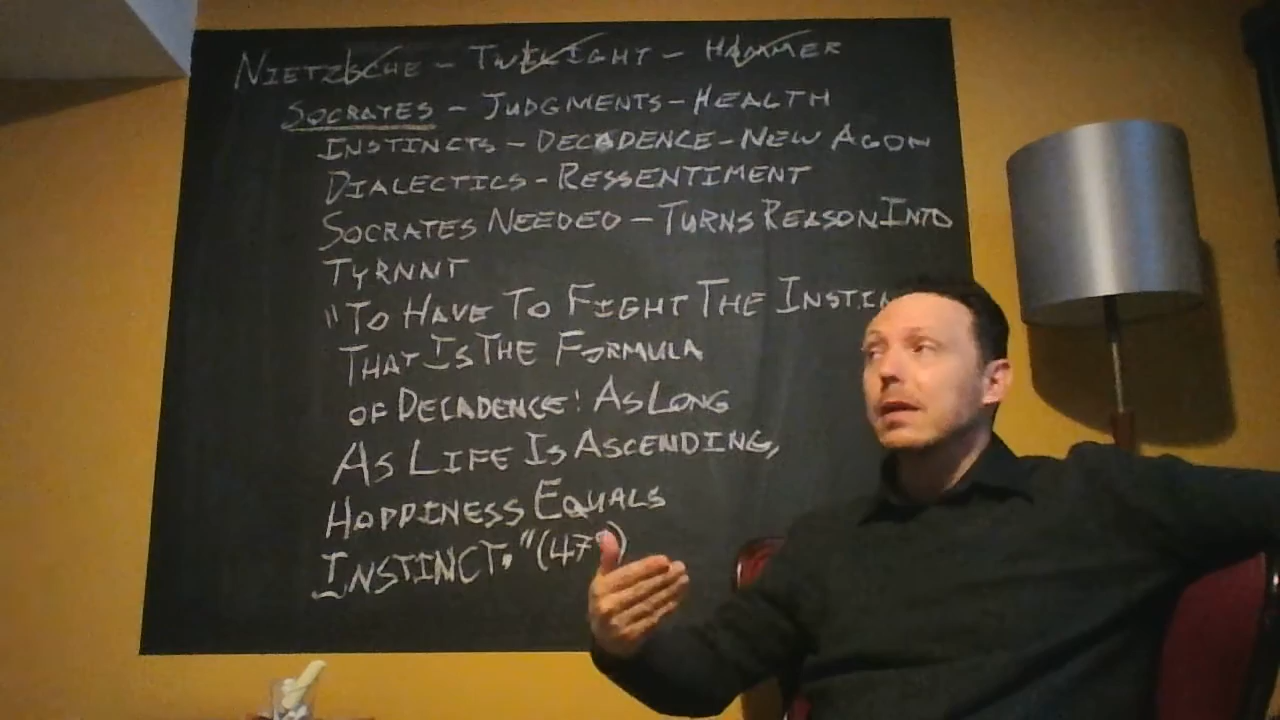 NIETZSCHE - TWILIGHT - HAMMER
SOCRATES - JUDGMENTS - HEALTH
INSTINCTS - DECADENCE - NEW AGON
DIALECTICS - RESSENTIMENT
SOCRATES NEEDED - TURNS REASON INTO
TYRNNT
"TO HAVE TO FIGHT THE
THAT IS THE FORMULA
OF DECADENCE: AS LONG
AS LIFE IS ASCENDING,
HAPPINESS EQUALS
INSTINCT."